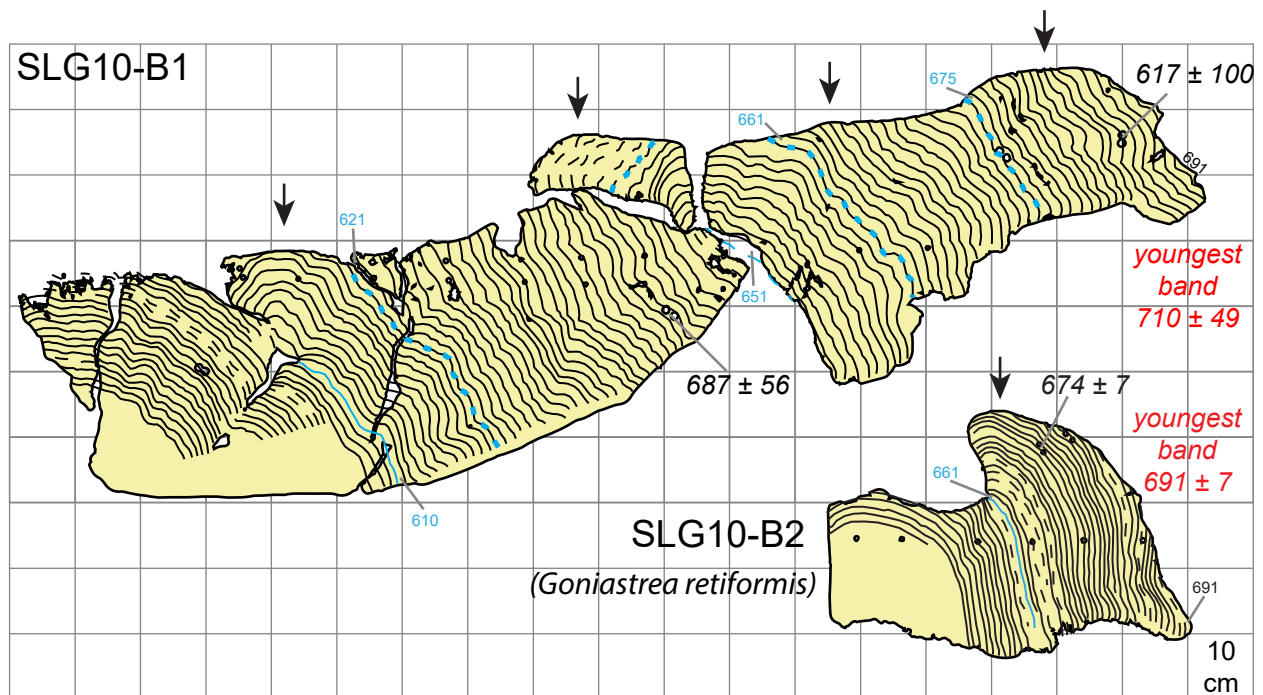 SLG10-B1
675
617 ± 100
661
691
621
651
youngest
band
710 ± 49
687 ± 56
674 ± 7
youngest
band
691 ± 7
661
610
SLG10-B2
(Goniastrea retiformis)
691
10
cm